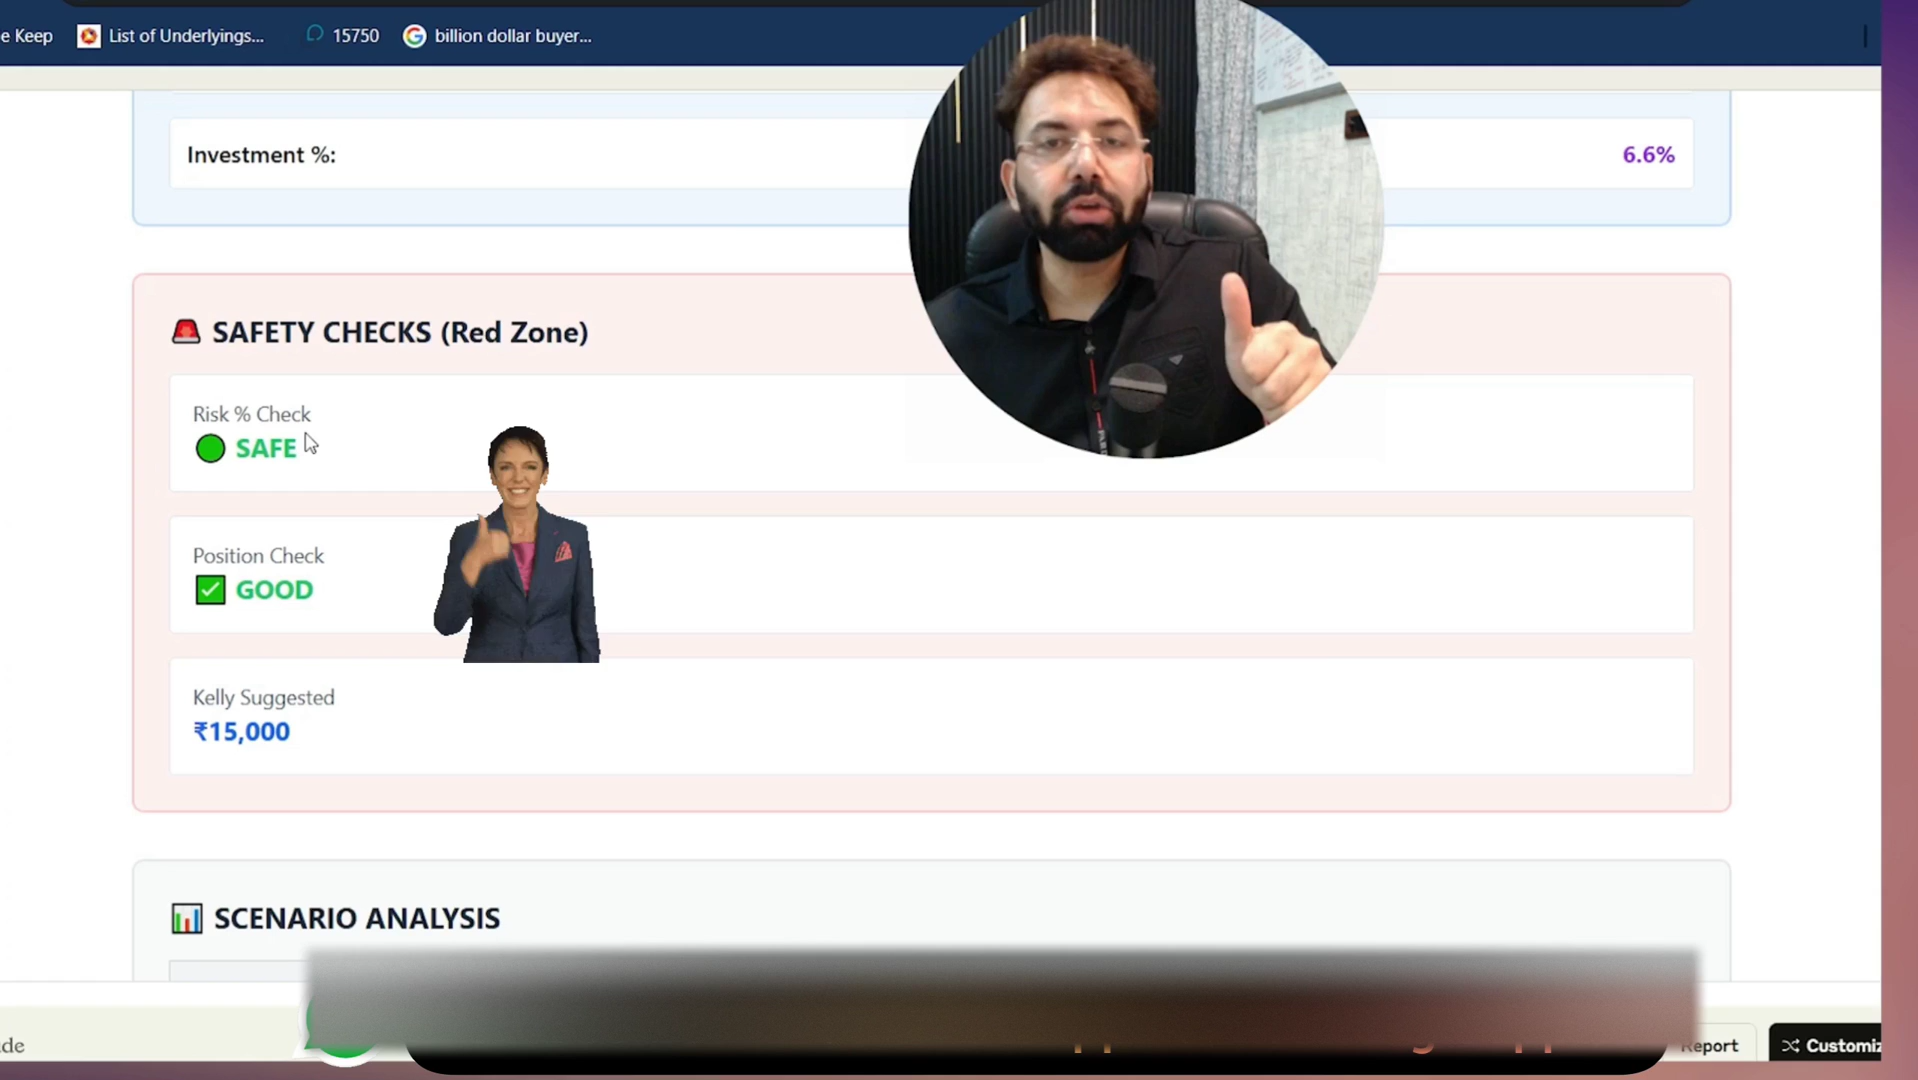 e Keep
List of Underlyings...
15750
billion dollar buyer...
Investment %:
6.6%
SAFETY CHECKS (Red Zone)
Risk % Check
SAFE
Position Check
GOOD
Kelly Suggested
₹15,000
SCENARIO ANALYSIS
Report
Customiz